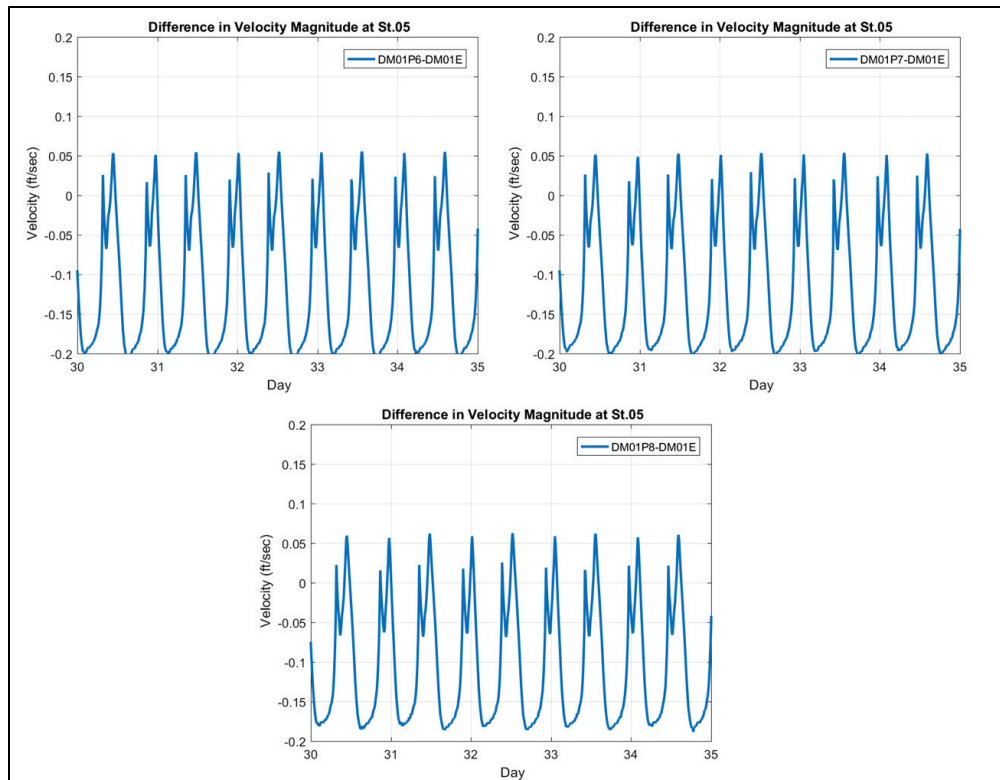 Difference in Velocity Magnitude at St.05
0.2
0.15
0.1
0.05
0
-0.05
-0.1
-0.15
-0.2
Velocity (ft/sec)
DM01P6-DM01E
30 31 32 33 34 35
Day
Difference in Velocity Magnitude at St.05
0.2
0.15
0.1
0.05
0
-0.05
-0.1
-0.15
-0.2
Velocity (ft/sec)
DM01P7-DM01E
30 31 32 33 34 35
Day
Difference in Velocity Magnitude at St.05
0.2
0.15
0.1
0.05
0
-0.05
-0.1
-0.15
-0.2
Velocity (ft/sec)
DM01P8-DM01E
30 31 32 33 34 35
Day